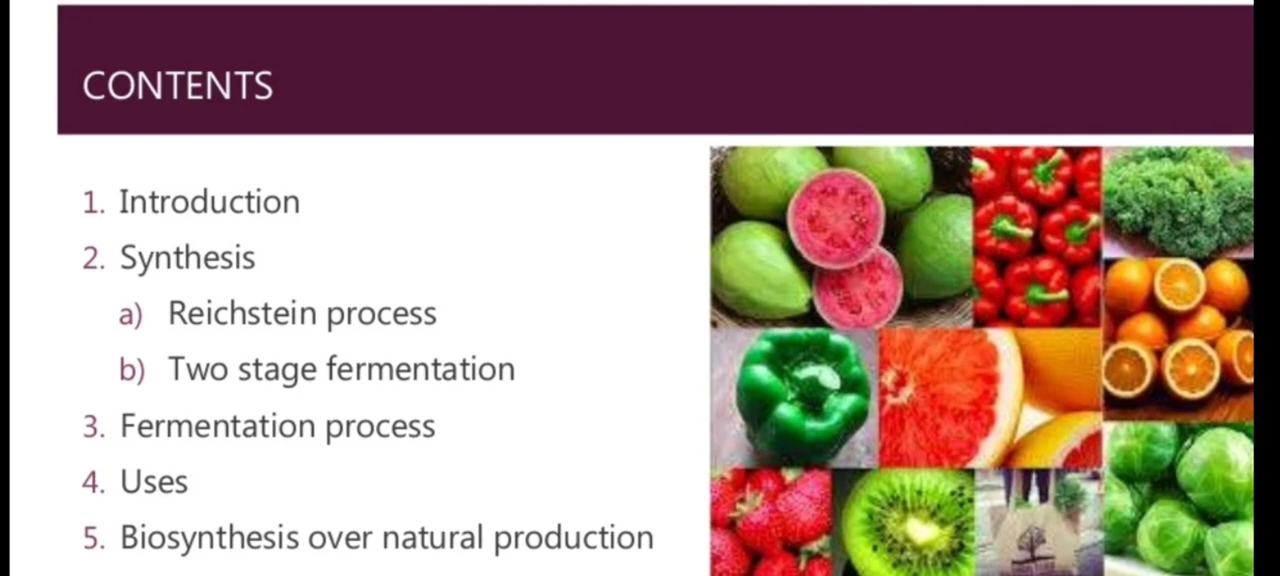 CONTENTS
1. Introduction
2. Synthesis
a) Reichstein process
b) Two stage fermentation
3. Fermentation process
4. Uses
5. Biosynthesis over natural production